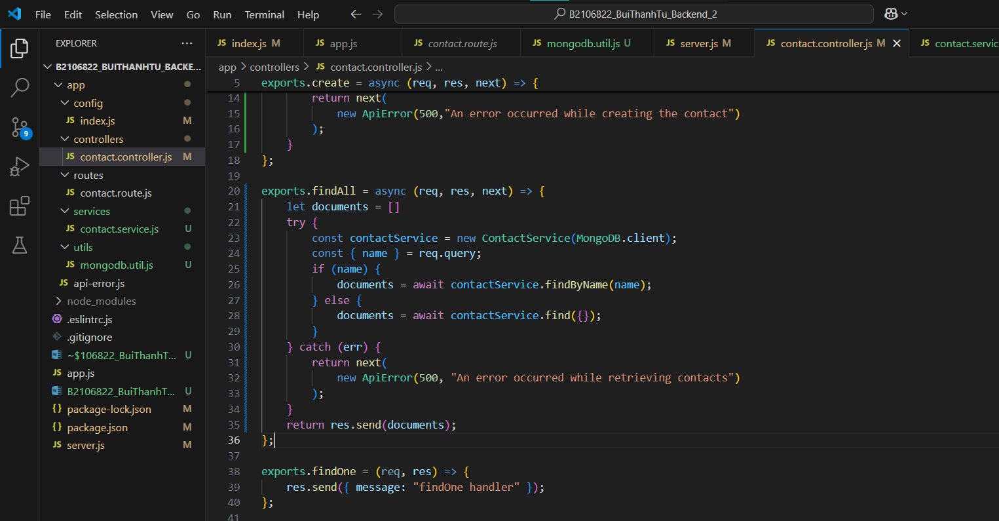 File Edit Selection View Go Run Terminal Help
B2106822_BuiThanhTu_Backend_2
EXPLORER
B2106822_BUITHANHTU_BACKE...
app
config
JS index.js M
controllers
JS contact.controller.js M
routes
JS contact.route.js
services
JS contact.service.js U
utils
JS mongodb.util.js U
JS api-error.js
node_modules
.eslintrc.js
.gitignore
~$106822_BuiThanhT... U
JS app.js
B2106822_BuiThanhT... U
{} package-lock.json M
{} package.json M
JS server.js M
9
JS index.js M
JS app.js
JS contact.route.js
JS mongodb.util.js U
JS server.js M
JS contact.controller.js M
JS contact.servic
app > controllers > JS contact.controller.js > ...
5 exports.create = async (req, res, next) => {
14 return next(
15 new ApiError(500,"An error occurred while creating the contact")
16 );
17 }
18 };
19
20 exports.findAll = async (req, res, next) => {
21 let documents = []
22 try {
23 const contactService = new ContactService(MongoDB.client);
24 const { name } = req.query;
25 if (name) {
26 documents = await contactService.findByName(name);
27 } else {
28 documents = await contactService.find({});
29 }
30 } catch (err) {
31 return next(
32 new ApiError(500, "An error occurred while retrieving contacts")
33 );
34 }
35 return res.send(documents);
36 };
37
38 exports.findOne = (req, res) => {
39 res.send({ message: "findOne handler" });
40 };
41